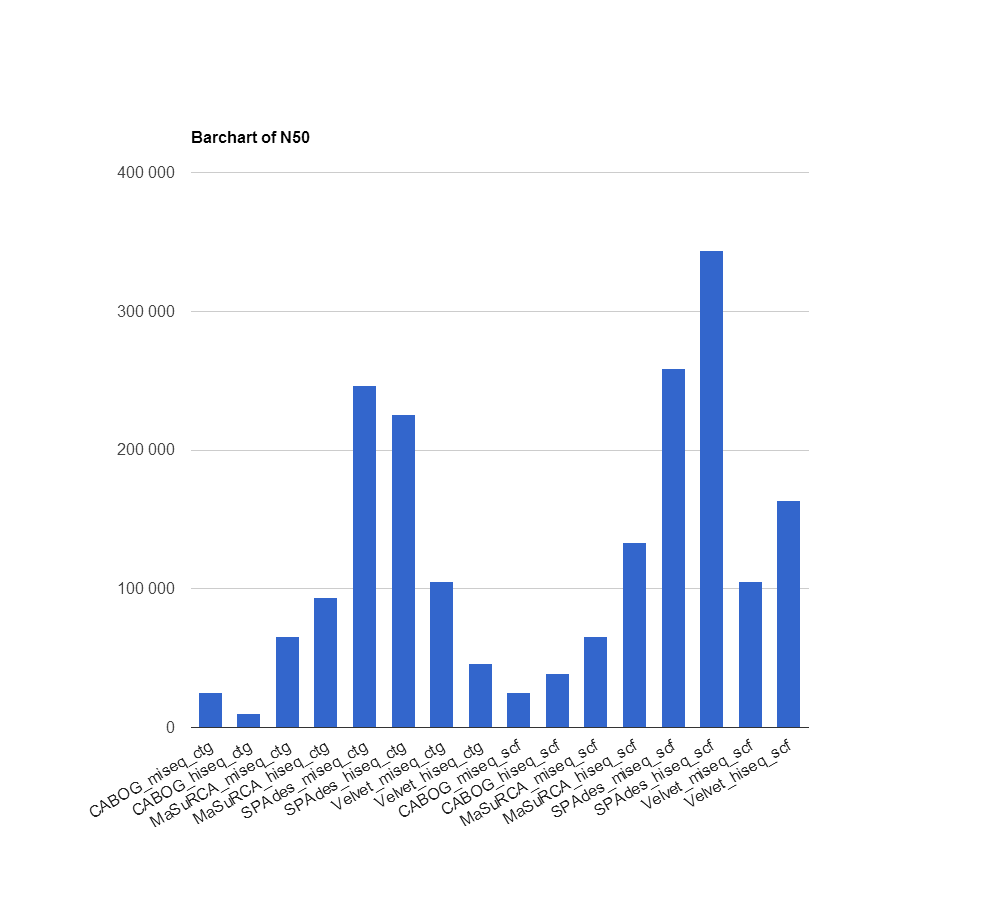 Barchart of N50
400 000
300 000
200 000
100 000
0
CABOG_miseq_ctg
CABOG_hiseq_ctg
MaSuRCA_miseq_ctg
MaSuRCA_hiseq_ctg
SPAdes_miseq_ctg
SPAdes_hiseq_ctg
Velvet_miseq_ctg
Velvet_hiseq_ctg
CABOG_miseq_scf
CABOG_hiseq_scf
MaSuRCA_miseq_scf
MaSuRCA_hiseq_scf
SPAdes_miseq_scf
SPAdes_hiseq_scf
Velvet_miseq_scf
Velvet_hiseq_scf